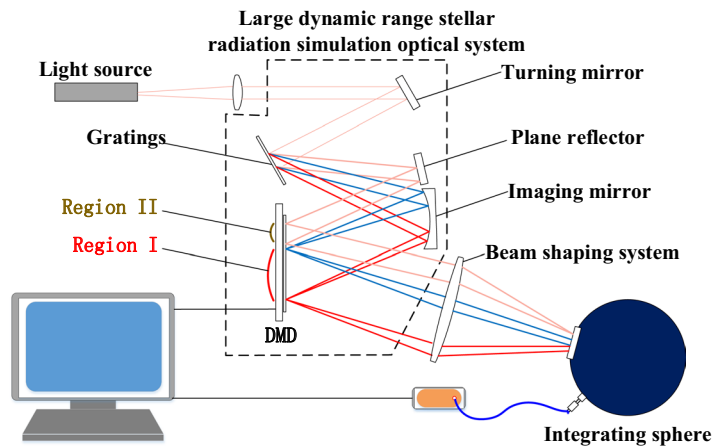 Large dynamic range stellar
radiation simulation optical system
Light source
Turning mirror
Gratings
Plane reflector
Imaging mirror
Region II
Region I
Beam shaping system
DMD
Integrating sphere